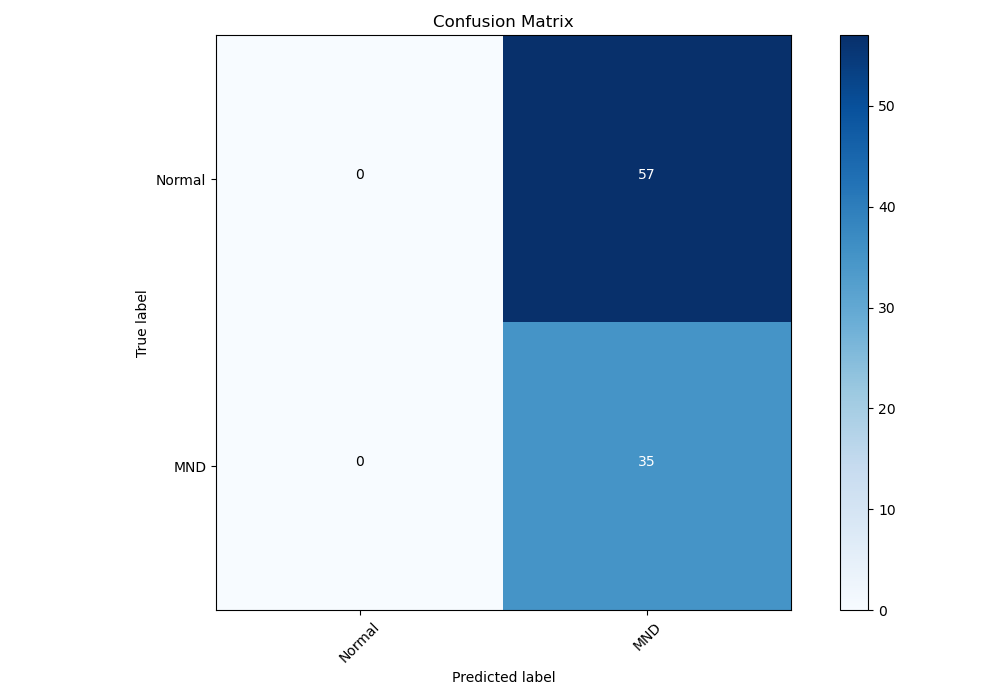 Confusion Matrix
Normal
0
57
MND
0
35
True label
Normal
MND
Predicted label
50
40
30
20
10
0